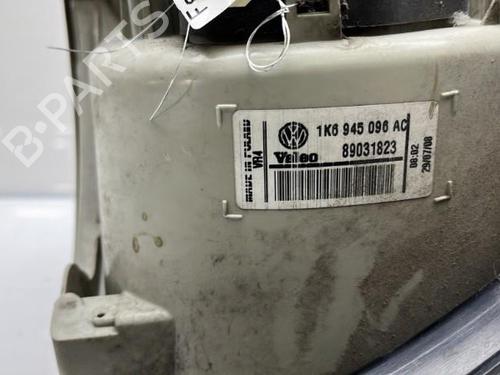 B-PARTS
MADE IN POLAND
VR4
1K6 945 096 AC
Valeo
89031823
08:02
29/07/08